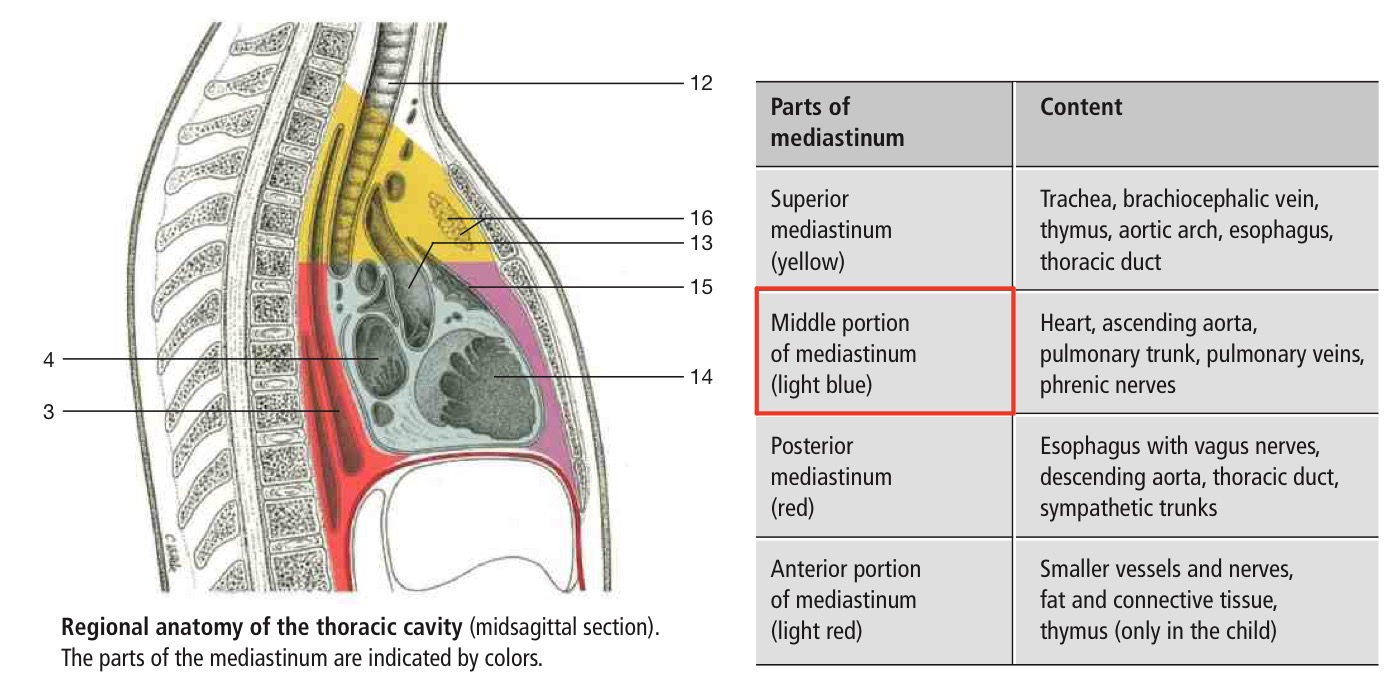 12
16
13
15
4
14
3
Regional anatomy of the thoracic cavity (midsagittal section).
The parts of the mediastinum are indicated by colors.
Parts of
mediastinum
Content
Superior
mediastinum
(yellow)
Trachea, brachiocephalic vein,
thymus, aortic arch, esophagus,
thoracic duct
Middle portion
of mediastinum
(light blue)
Heart, ascending aorta,
pulmonary trunk, pulmonary veins,
phrenic nerves
Posterior
mediastinum
(red)
Esophagus with vagus nerves,
descending aorta, thoracic duct,
sympathetic trunks
Anterior portion
of mediastinum
(light red)
Smaller vessels and nerves,
fat and connective tissue,
thymus (only in the child)